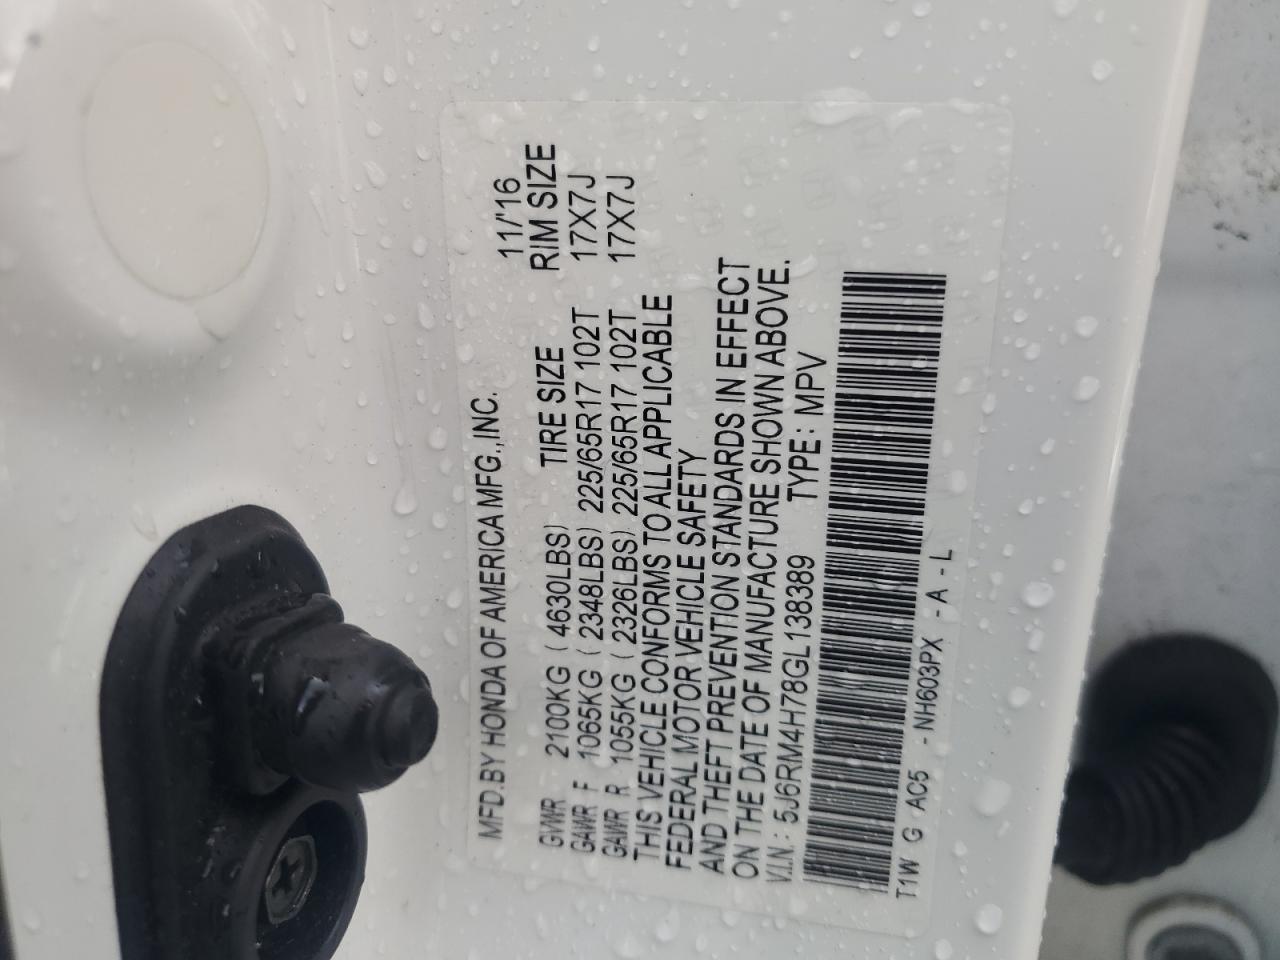 MFD. BY HONDA OF AMERICA MFG., INC. 11/'16
GVWR 2100KG ( 4630LBS) TIRE SIZE RIM SIZE
GAWR F 1065KG ( 2348LBS) 225/65R17 102T 17X7J
GAWR R 1055KG ( 2326LBS) 225/65R17 102T 17X7J
THIS VEHICLE CONFORMS TO ALL APPLICABLE
FEDERAL MOTOR VEHICLE SAFETY
AND THEFT PREVENTION STANDARDS IN EFFECT
ON THE DATE OF MANUFACTURE SHOWN ABOVE.
V.I.N.: 5J6RM4H78GL138389 TYPE: MPV
T1W G AC5 -NH603PX -A-L